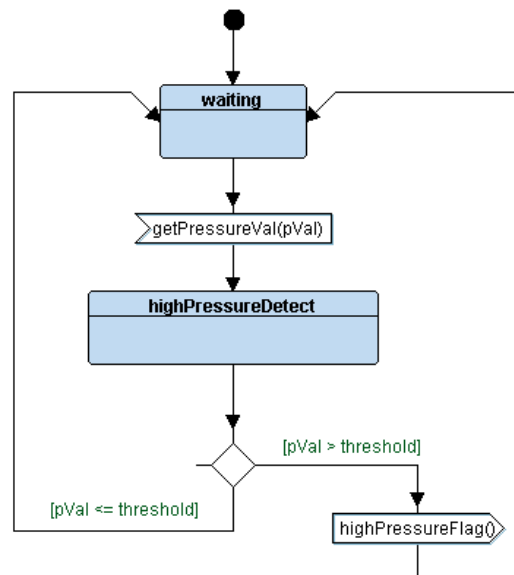 waiting
getPressureVal(pVal)
highPressureDetect
[pVal > threshold]
[pVal <= threshold]
highPressureFlag()